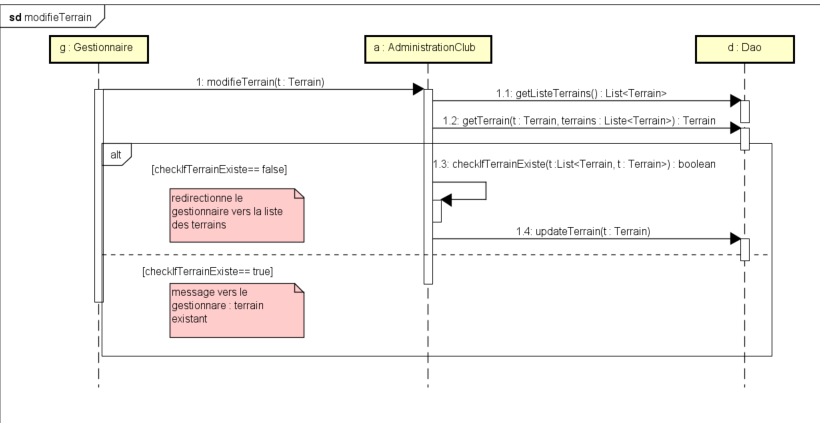 sd modifieTerrain
g : Gestionnaire
a : AdministrationClub
d : Dao
1: modifieTerrain(t : Terrain)
1.1: getListeTerrains() : List<Terrain>
1.2: getTerrain(t : Terrain, terrains : Liste<Terrain>) : Terrain
alt
[checkIfTerrainExiste== false]
1.3: checkIfTerrainExiste(t :List<Terrain, t : Terrain>) : boolean
redirectionne le
gestionnaire vers la liste
des terrains
1.4: updateTerrain(t : Terrain)
[checkIfTerrainExiste== true]
message vers le
gestionnare : terrain
existant